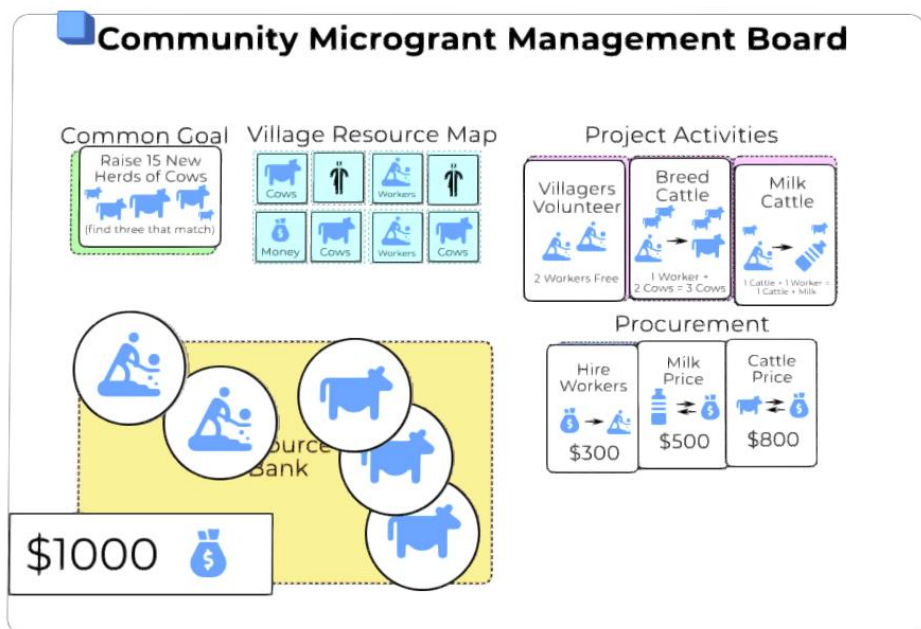 Community Microgrant Management Board
Common Goal
Raise 15 New
Herds of Cows
(find three that match)
Village Resource Map
Cows
Workers
Money
Cows
Workers
Cows
Project Activities
Villagers
Volunteer
2 Workers Free
Breed
Cattle
1 Worker +
2 Cows = 3 Cows
Milk
Cattle
1 Cattle + 1 Worker =
1 Cattle + Milk
Procurement
Hire
Workers
$300
Milk
Price
$500
Cattle
Price
$800
Bank
$1000